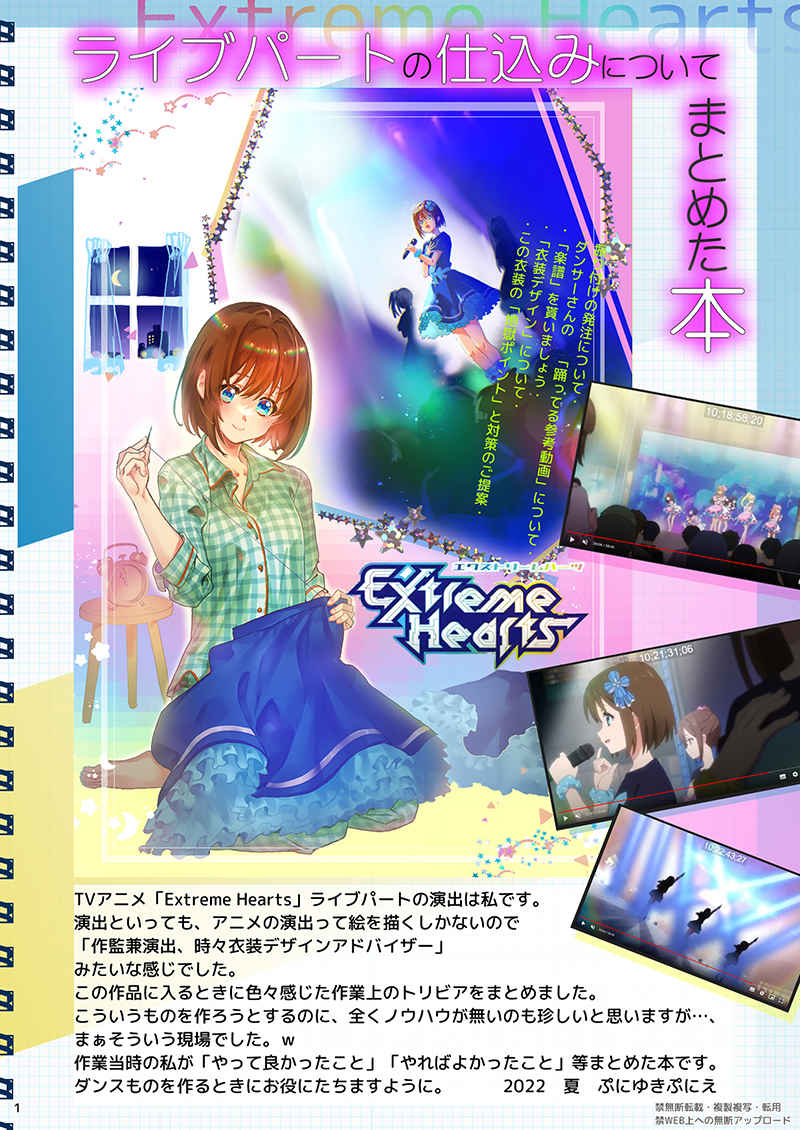 Extreme Hearts
ライブパートの仕込みについて
まとめた本
付けの発注について・
ダンサーさんの「踊ってる参考動画」について・
・「楽譜」を貰いましょう・
・「衣装デザイン」について・
・この衣装の「地獄ポイント」と対策のご提案・
10;18;58;20
エクストリームハーツ
EXtreme
Hearts
10;21;31;06
10;22;43;27
TVアニメ「Extreme Hearts」ライブパートの演出は私です。
演出といっても、アニメの演出って絵を描くしかないので
「作監兼演出、時々衣装デザインアドバイザー」
みたいな感じでした。
この作品に入るときに色々感じた作業上のトリビアをまとめました。
こういうものを作ろうとするのに、全くノウハウが無いのも珍しいと思いますが…、
まぁそういう現場でした。ｗ
作業当時の私が「やって良かったこと」「やればよかったこと」等まとめた本です。
ダンスものを作るときにお役にたちますように。 2022 夏 ぷにゆきぷにえ
1
禁無断転載・複製複写・転用
禁WEB上への無断アップロード